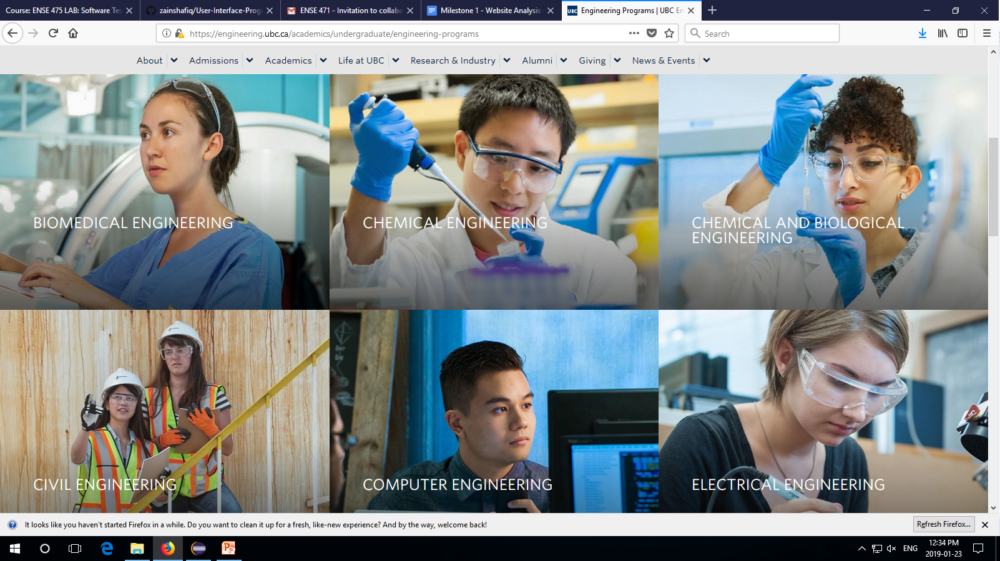 Course: ENSE 475 LAB: Software Tes
zainshafiq/User-Interface-Prog
ENSE 471 - Invitation to collabo
Milestone 1 - Website Analysis
UBC
Engineering Programs | UBC En
https://engineering.ubc.ca/academics/undergraduate/engineering-programs
Search
About
Admissions
Academics
Life at UBC
Research & Industry
Alumni
Giving
News & Events
BIOMEDICAL ENGINEERING
CHEMICAL ENGINEERING
CHEMICAL AND BIOLOGICAL
ENGINEERING
CIVIL ENGINEERING
COMPUTER ENGINEERING
ELECTRICAL ENGINEERING
It looks like you haven't started Firefox in a while. Do you want to clean it up for a fresh, like-new experience? And by the way, welcome back!
Refresh Firefox...
ENG
12:34 PM
2019-01-23